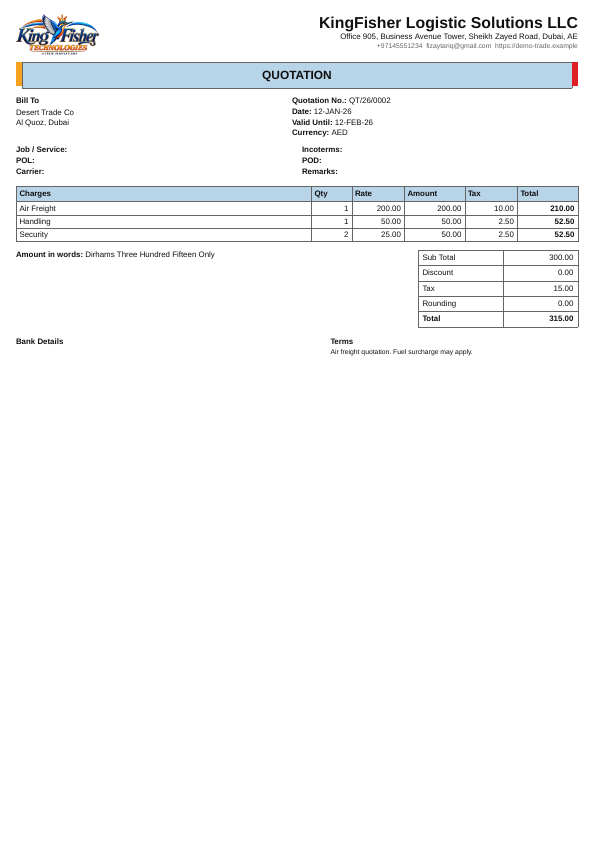 King Fisher
TECHNOLOGIES
KingFisher Logistic Solutions LLC
Office 905, Business Avenue Tower, Sheikh Zayed Road, Dubai, AE
+97145551234 fizaytariq@gmail.com https://demo-trade.example
QUOTATION
Bill To
Desert Trade Co
Al Quoz, Dubai
Quotation No.: QT/26/0002
Date: 12-JAN-26
Valid Until: 12-FEB-26
Currency: AED
Job / Service:
POL:
Carrier:
Incoterms:
POD:
Remarks:
Charges Qty Rate Amount Tax Total
Air Freight 1 200.00 200.00 10.00 210.00
Handling 1 50.00 50.00 2.50 52.50
Security 2 25.00 50.00 2.50 52.50
Amount in words: Dirhams Three Hundred Fifteen Only
Sub Total 300.00
Discount 0.00
Tax 15.00
Rounding 0.00
Total 315.00
Bank Details
Terms
Air freight quotation. Fuel surcharge may apply.